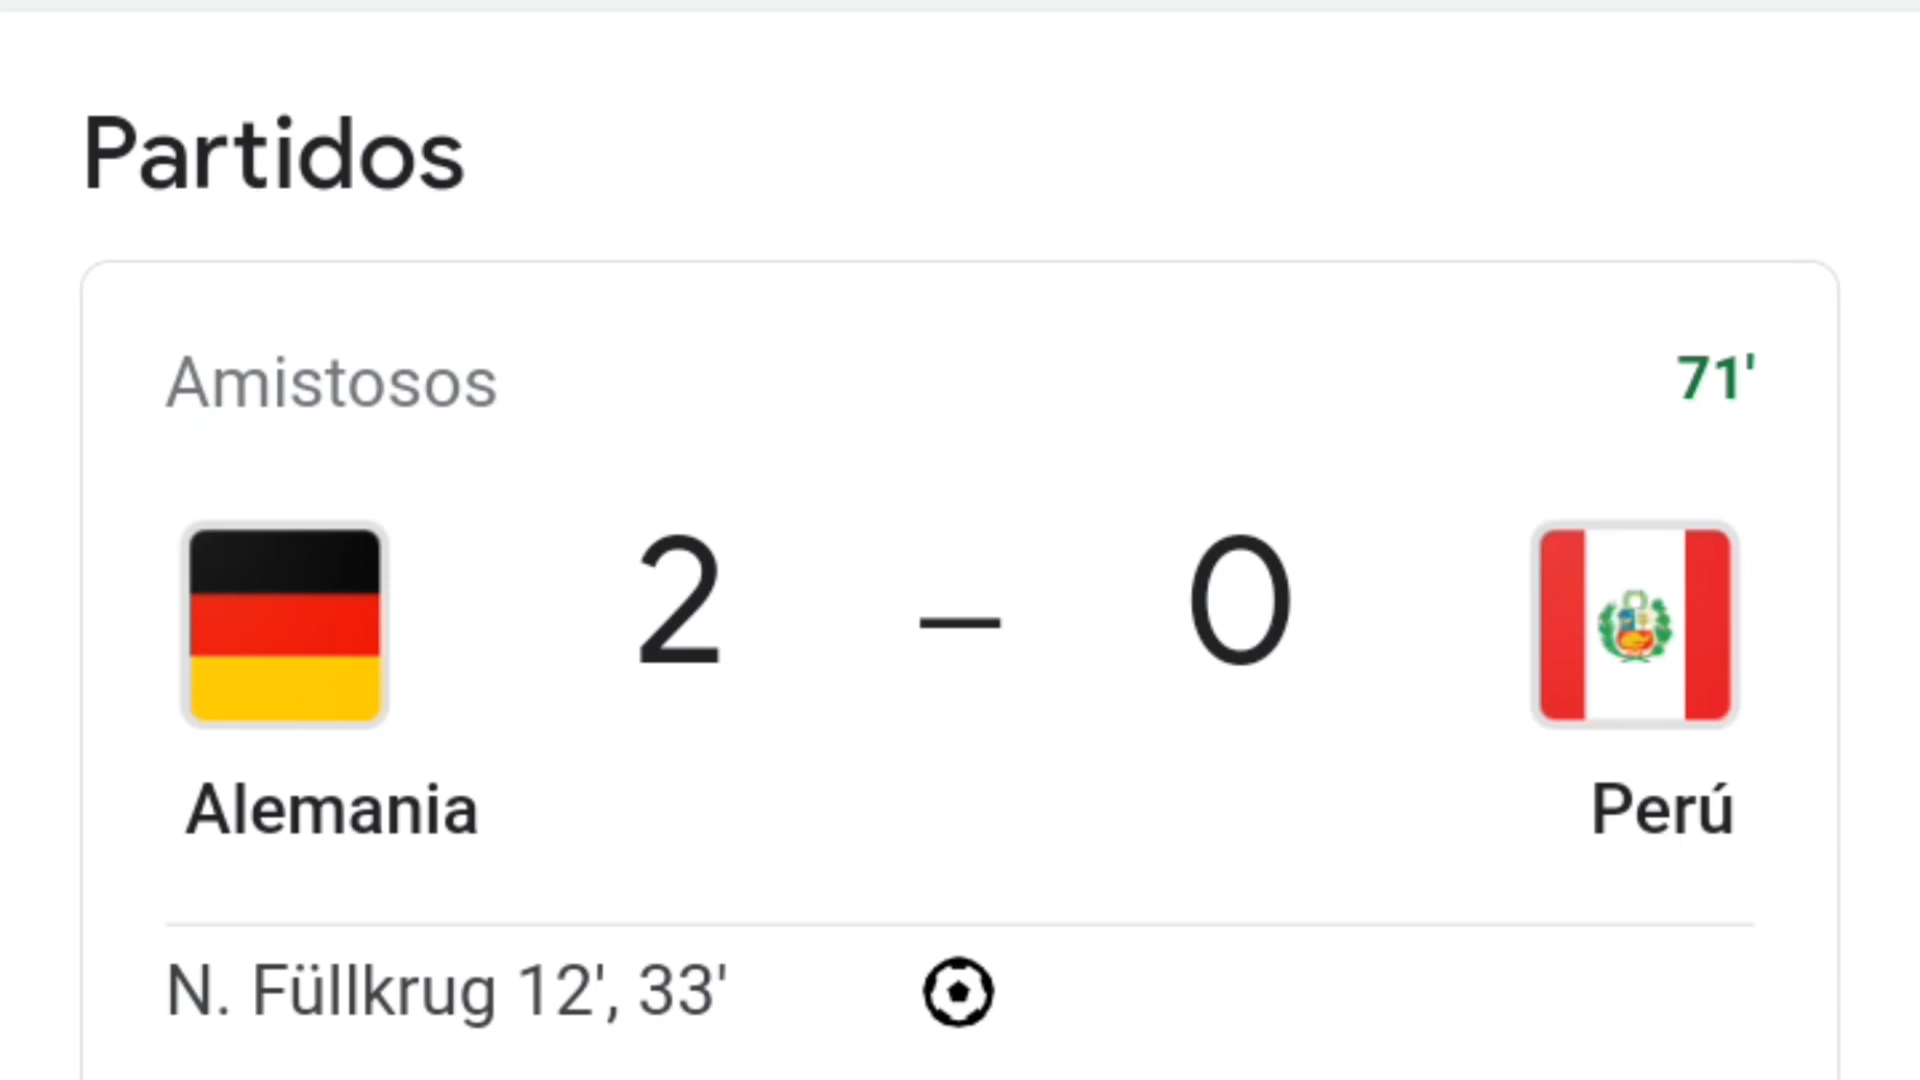 Partidos
Amistosos 71'
2 – 0
Alemania Perú
N. Füllkrug 12', 33'